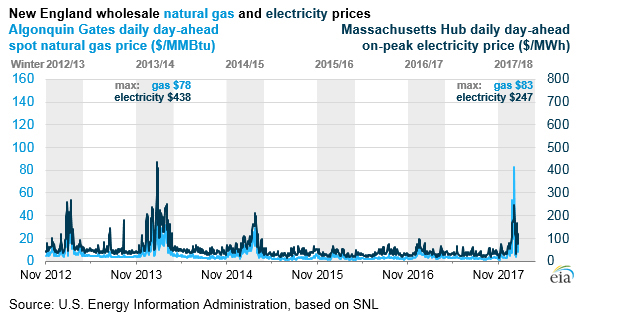 New England wholesale natural gas and electricity prices
Algonquin Gates daily day-ahead
spot natural gas price ($/MMBtu)
Massachusetts Hub daily day-ahead
on-peak electricity price ($/MWh)
Winter 2012/13 2013/14 2014/15 2015/16 2016/17 2017/18
160 800
140 700
120 600
100 500
80 400
60 300
40 200
20 100
0 0
max: gas $78
electricity $438
max: gas $83
electricity $247
Nov 2012 Nov 2013 Nov 2014 Nov 2015 Nov 2016 Nov 2017
eia
Source: U.S. Energy Information Administration, based on SNL